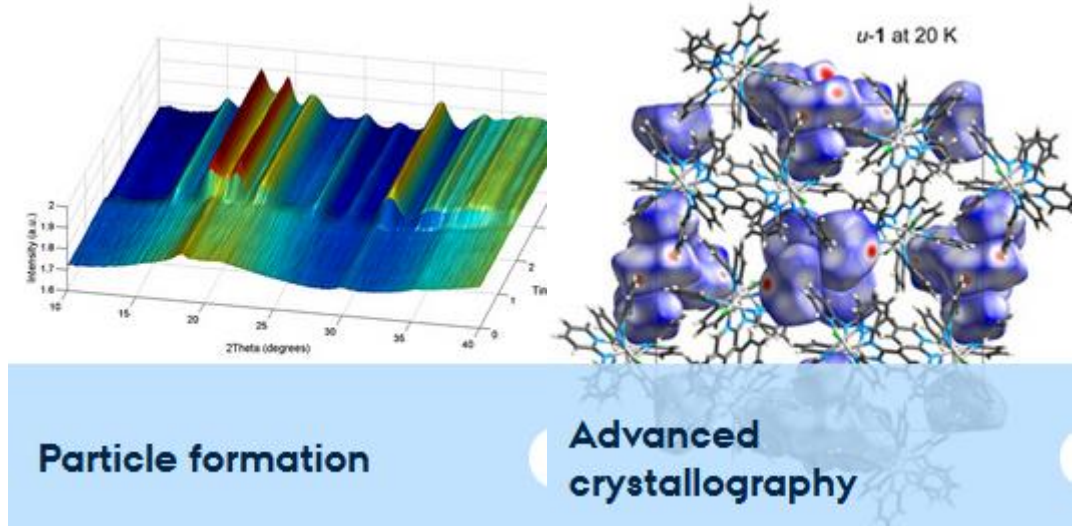 u-1 at 20 K
Intensity (a.u.)
2
1.9
1.8
1.7
1.6
10
15
20
25
30
35
40
2Theta (degrees)
0
1
2
Particle formation
Advanced
crystallography